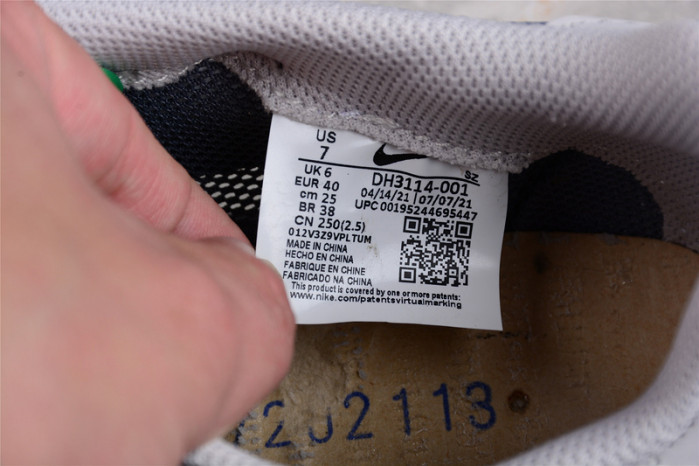 US
7
SZ
UK 6
EUR 40
cm 25
BR 38
CN 250(2.5)
012V3Z9VPLTUM
MADE IN CHINA
HECHO EN CHINA
FABRIQUE EN CHINE
FABRICADO NA CHINA
DH3114-001
04/14/21 | 07/07/21
UPC 00195244695447
This product is covered by one or more patents:
www.nike.com/patentsvirtualmarking
202113